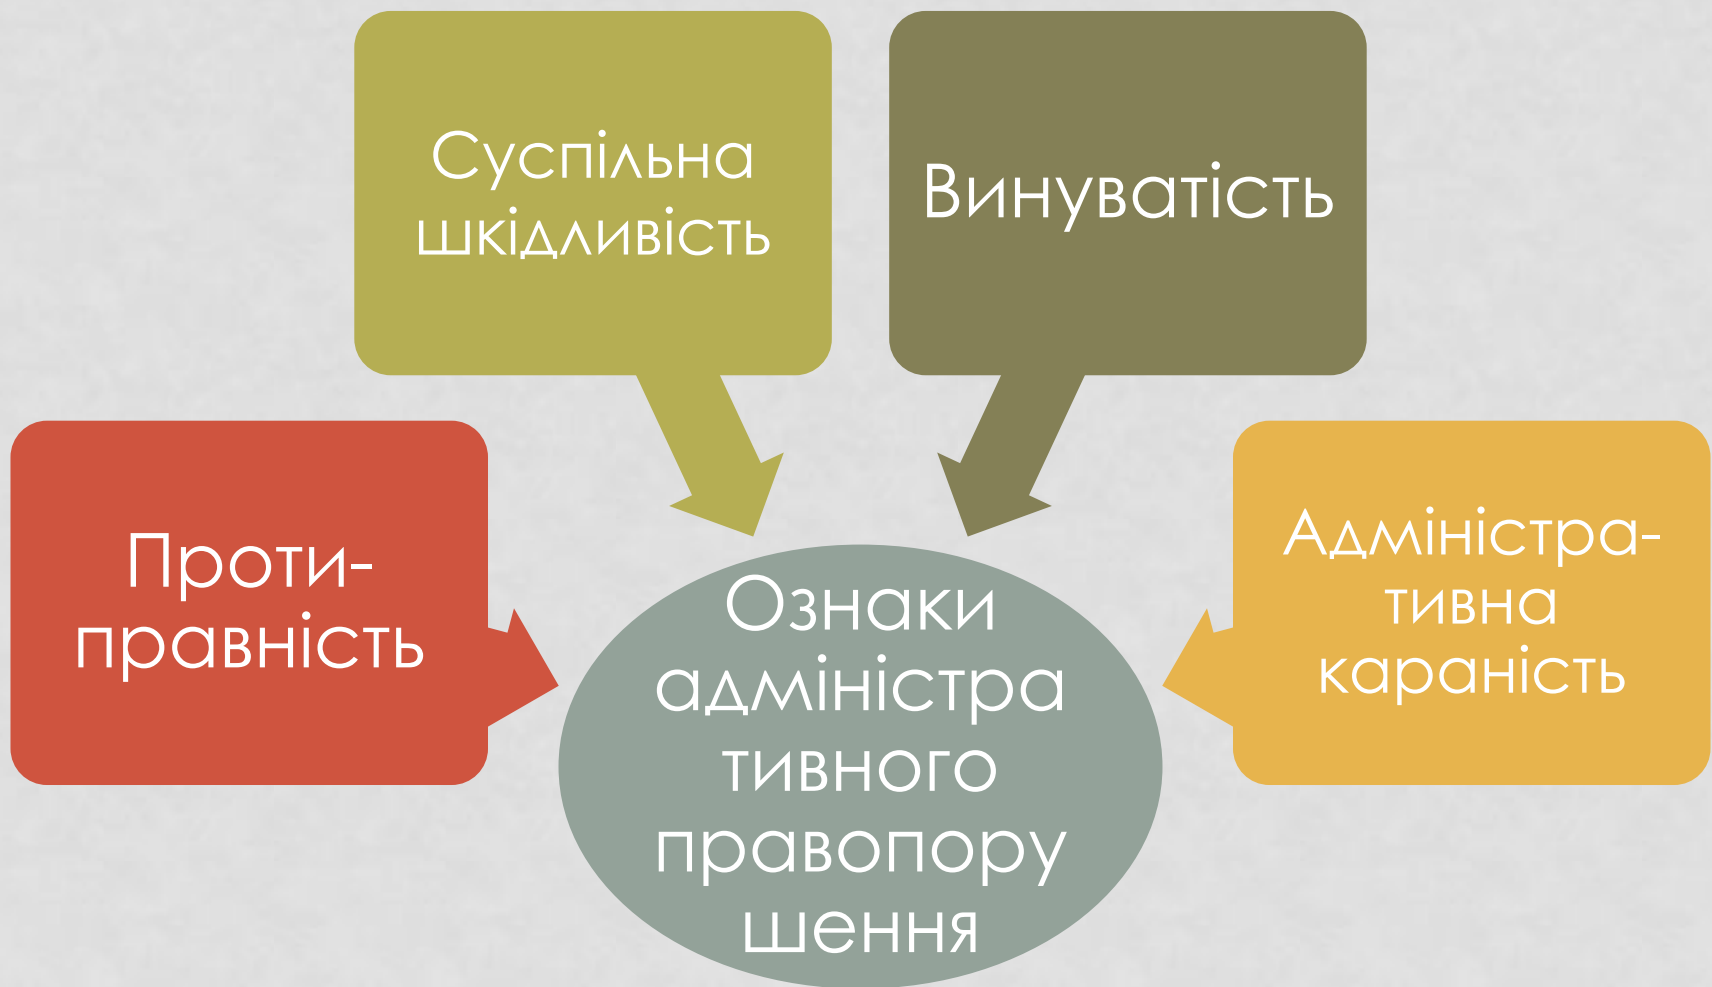 Суспільна
шкідливість
Винуватість
Проти-
правність
Адміністра-
тивна
караність
Ознаки
адміністра
тивного
правопору
шення